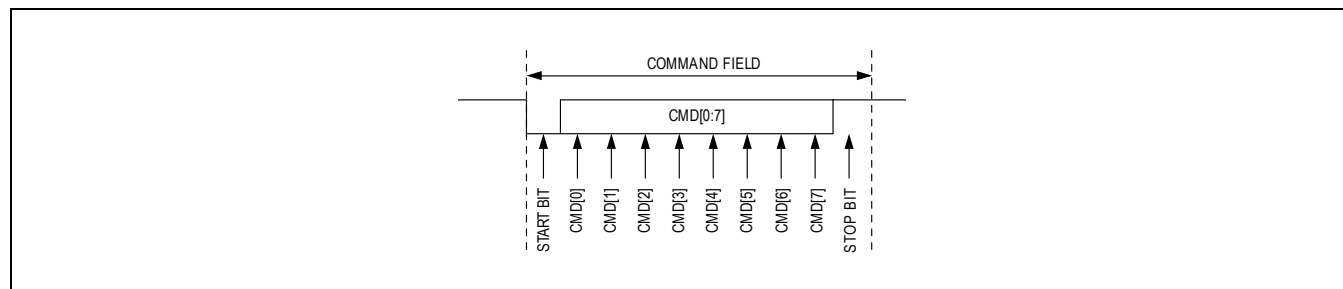 COMMAND FIELD
CMD[0:7]
START BIT
CMD[0]
CMD[1]
CMD[2]
CMD[3]
CMD[4]
CMD[5]
CMD[6]
CMD[7]
STOP BIT